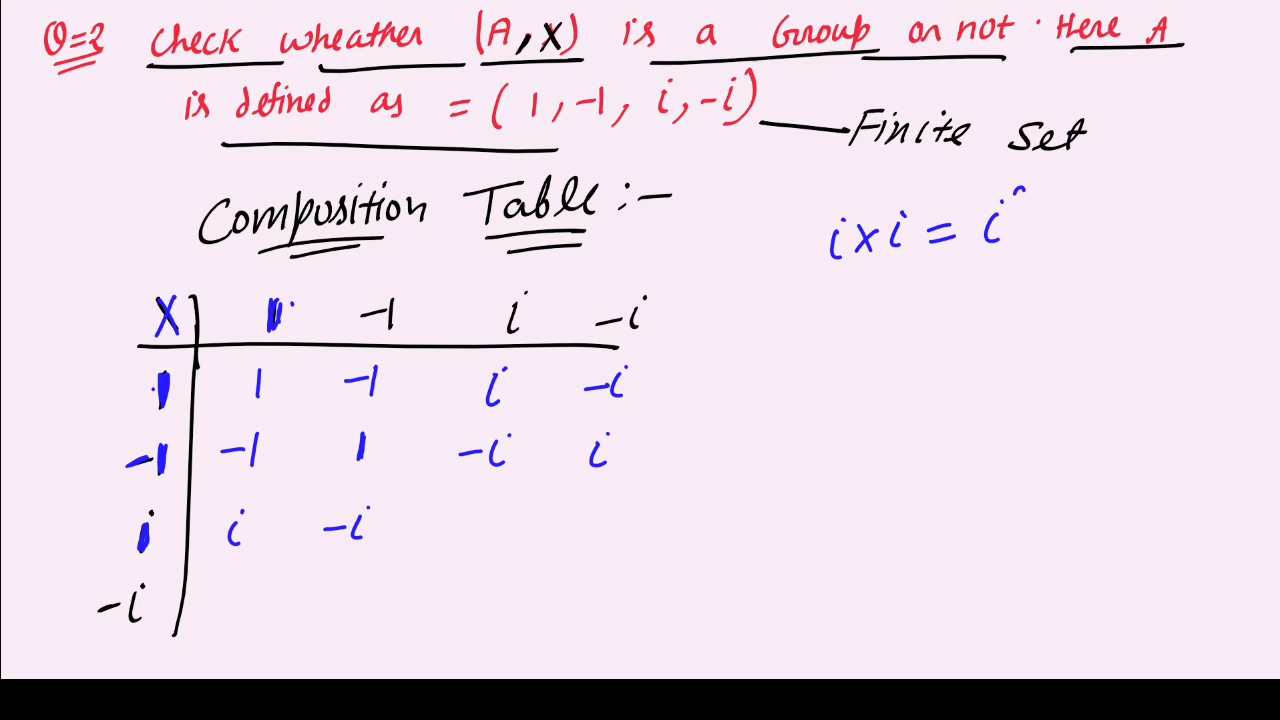 Q=2 check wheather (A, X) is a Group or not. Here A
is defined as = (1, -1, i, -i)
Finite set
Composition Table :-
i x i = i
X 1 -1 i -i
1 1 -1 i -i
-1 -1 1 -i i
i i -i
-i